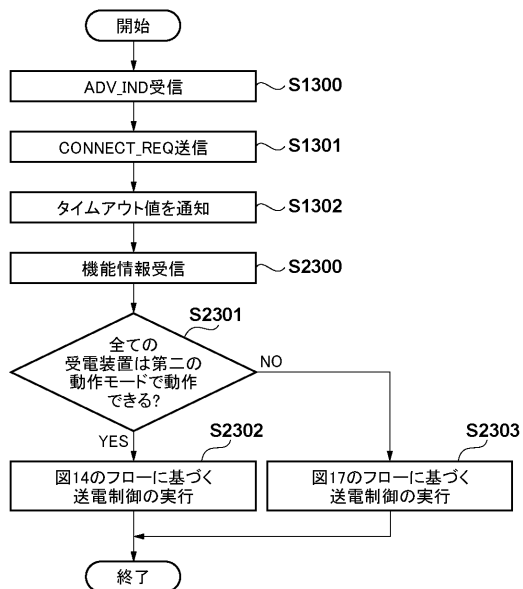 開始
ADV_IND受信
S1300
CONNECT_REQ送信
S1301
タイムアウト値を通知
S1302
機能情報受信
S2300
S2301
全ての
受電装置は第二の
動作モードで動作
できる?
NO
YES
S2302
S2303
図14のフローに基づく
送電制御の実行
図17のフローに基づく
送電制御の実行
終了